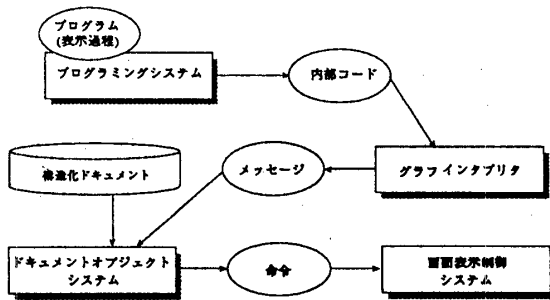 プログラム
(表示過程)
プログラミングシステム
内部コード
グラフインタプリタ
メッセージ
構造化ドキュメント
ドキュメントオブジェクト
システム
命令
画面表示制御
システム